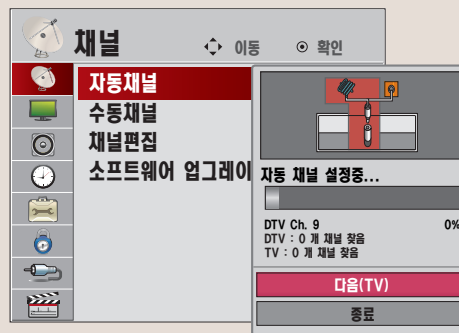 채널
이동
확인
자동채널
수동채널
채널편집
소프트웨어 업그레이
자동 채널 설정중...
DTV Ch. 9 0%
DTV : 0 개 채널 찾음
TV : 0 개 채널 찾음
다음(TV)
종료